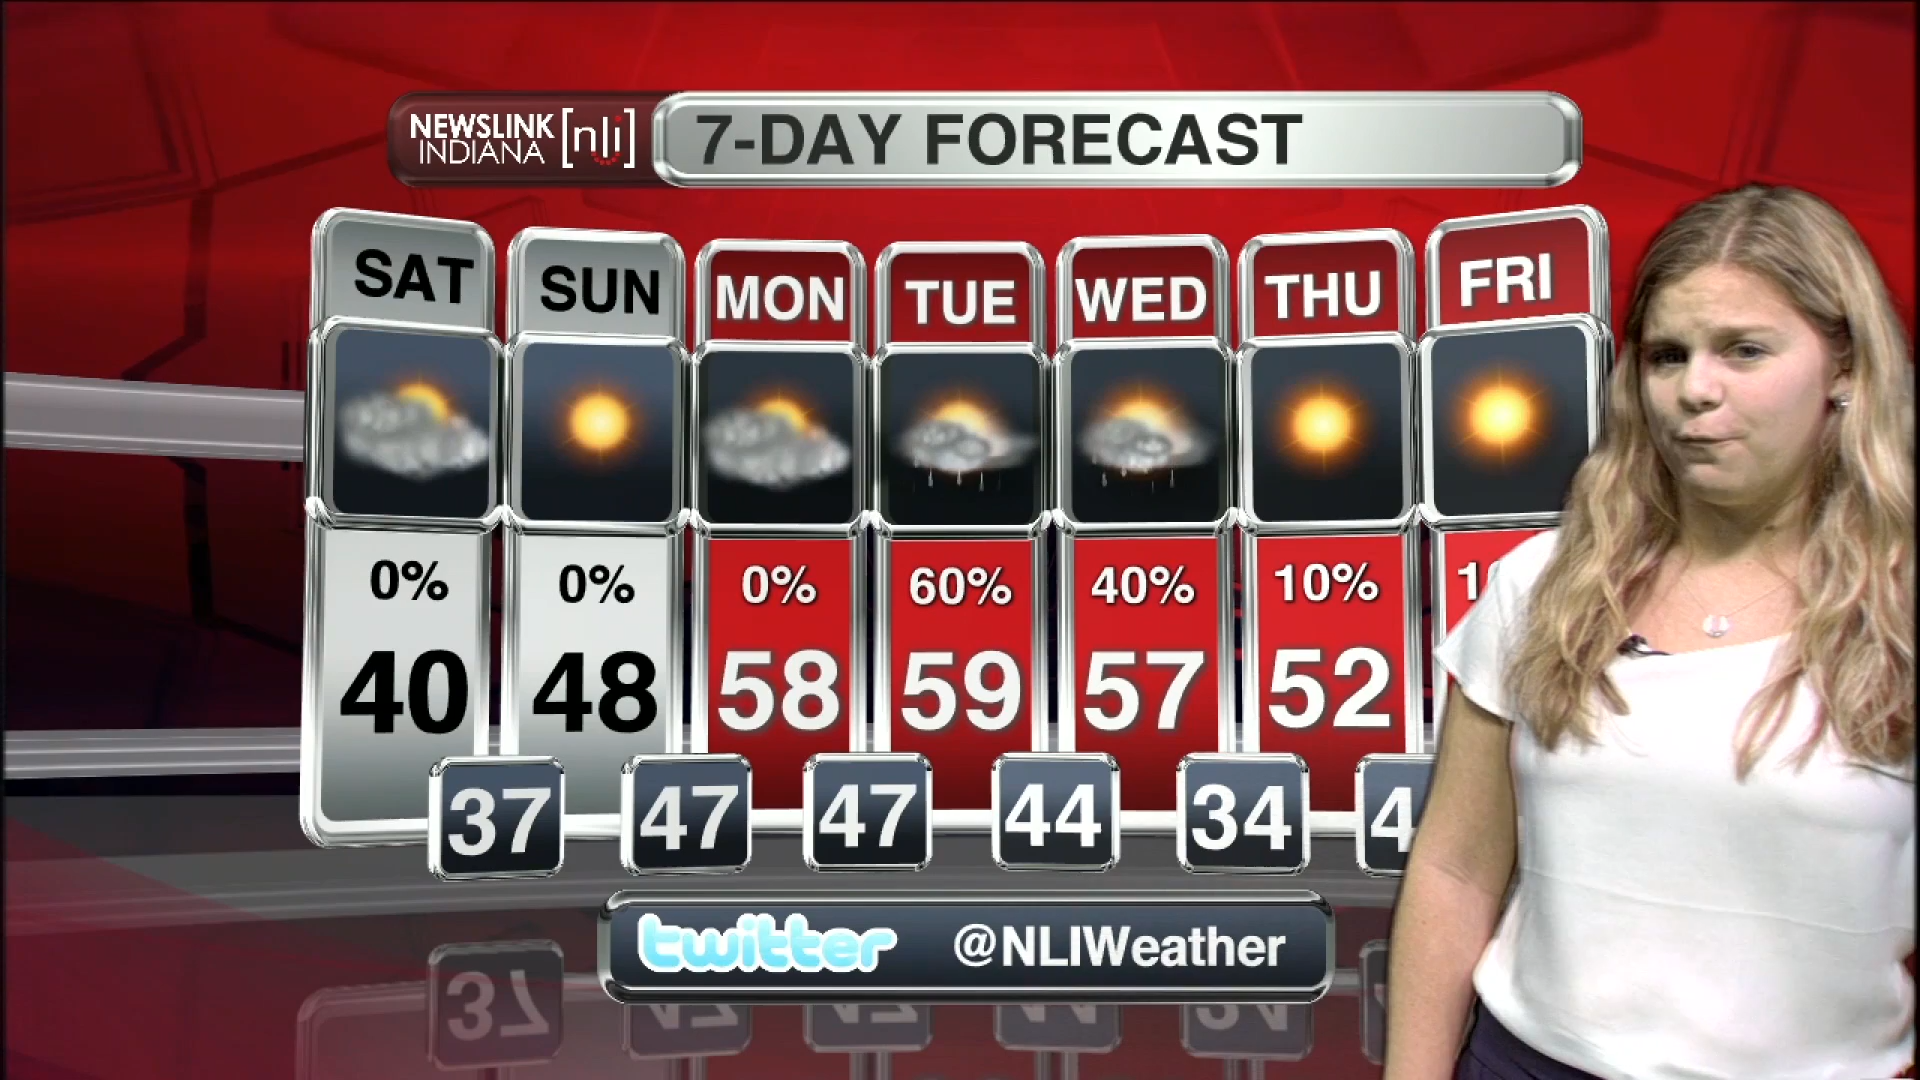 NEWSLINK
INDIANA
[nli]
7-DAY FORECAST
SAT SUN MON TUE WED THU FRI
0% 0% 0% 60% 40% 10%
40 48 58 59 57 52
37 47 47 44 34
twitter @NLIWeather